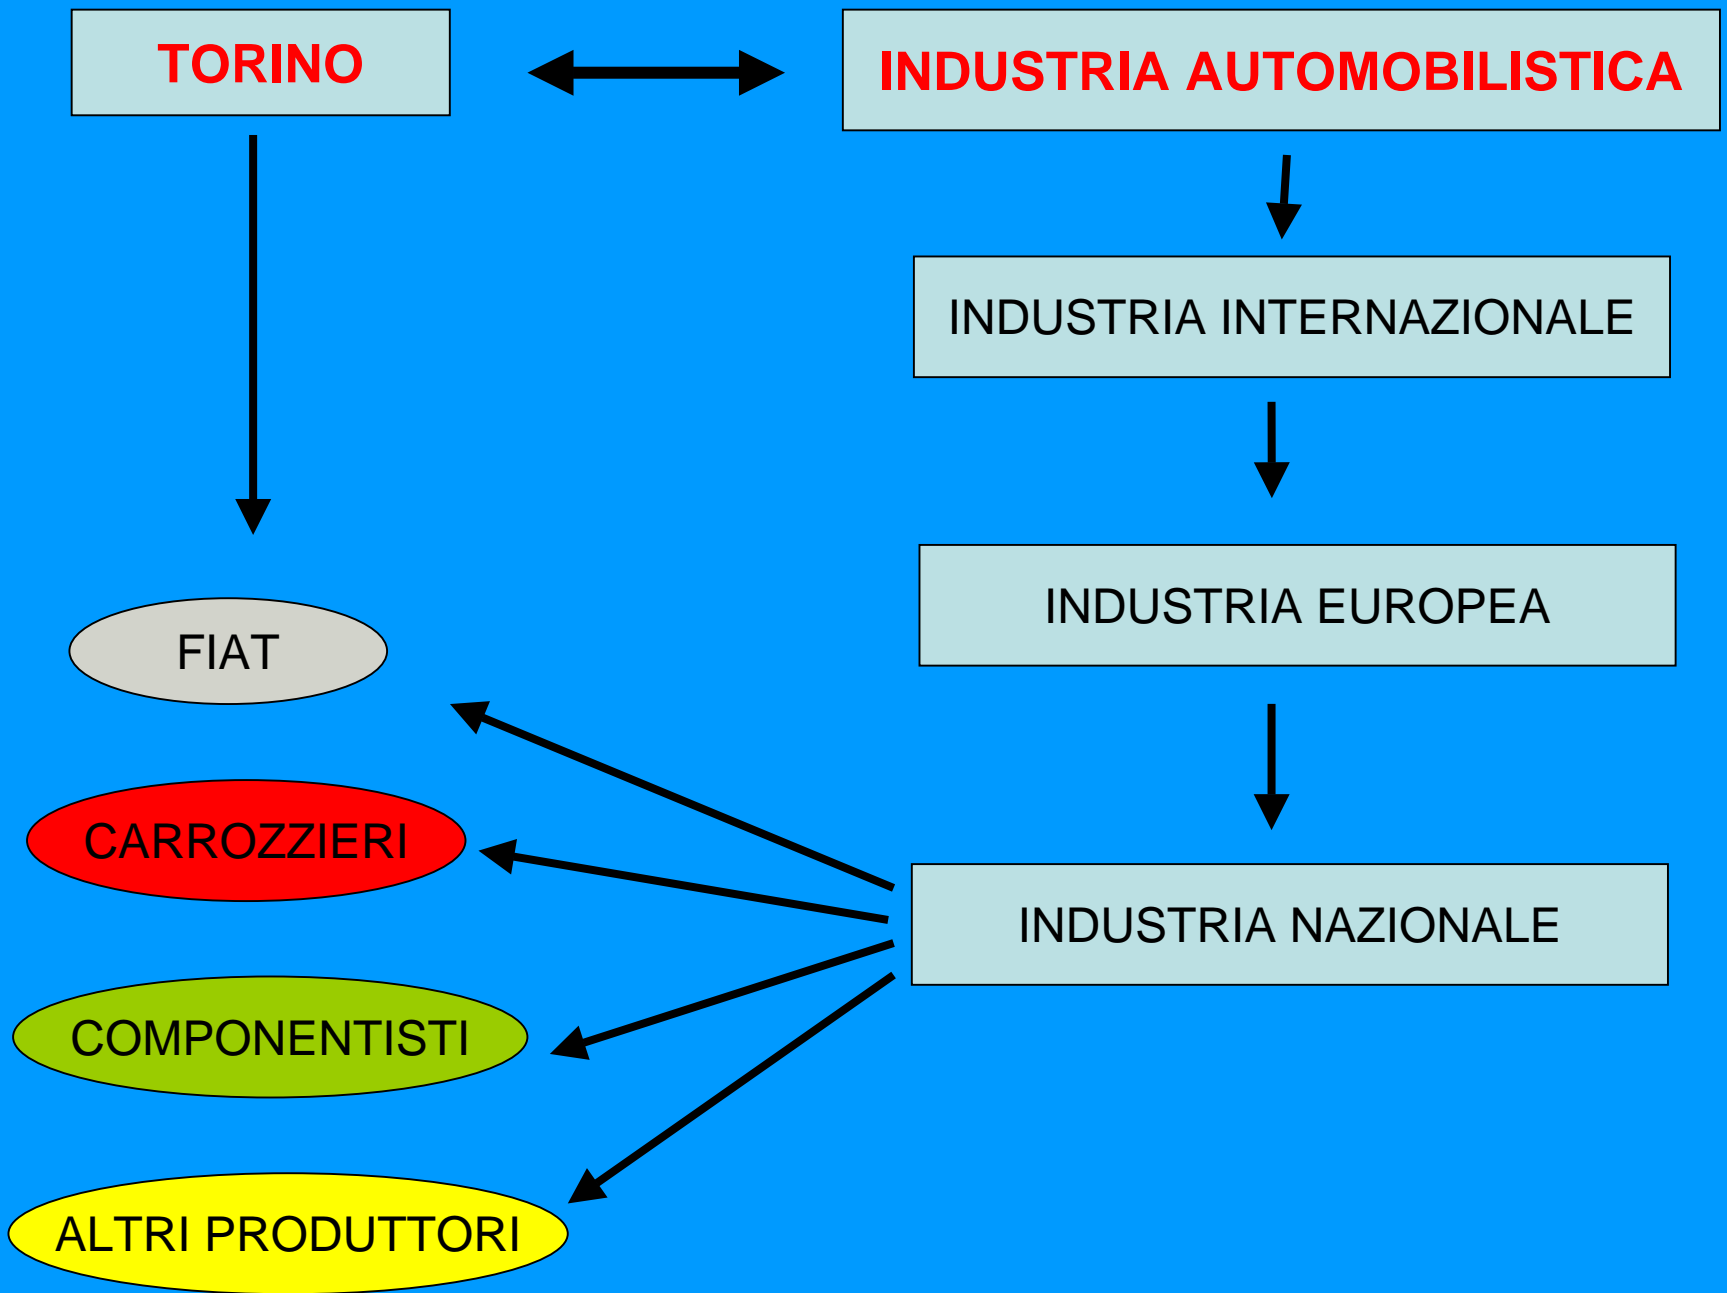 TORINO
INDUSTRIA AUTOMOBILISTICA
INDUSTRIA INTERNAZIONALE
INDUSTRIA EUROPEA
FIAT
CARROZZIERI
INDUSTRIA NAZIONALE
COMPONENTISTI
ALTRI PRODUTTORI